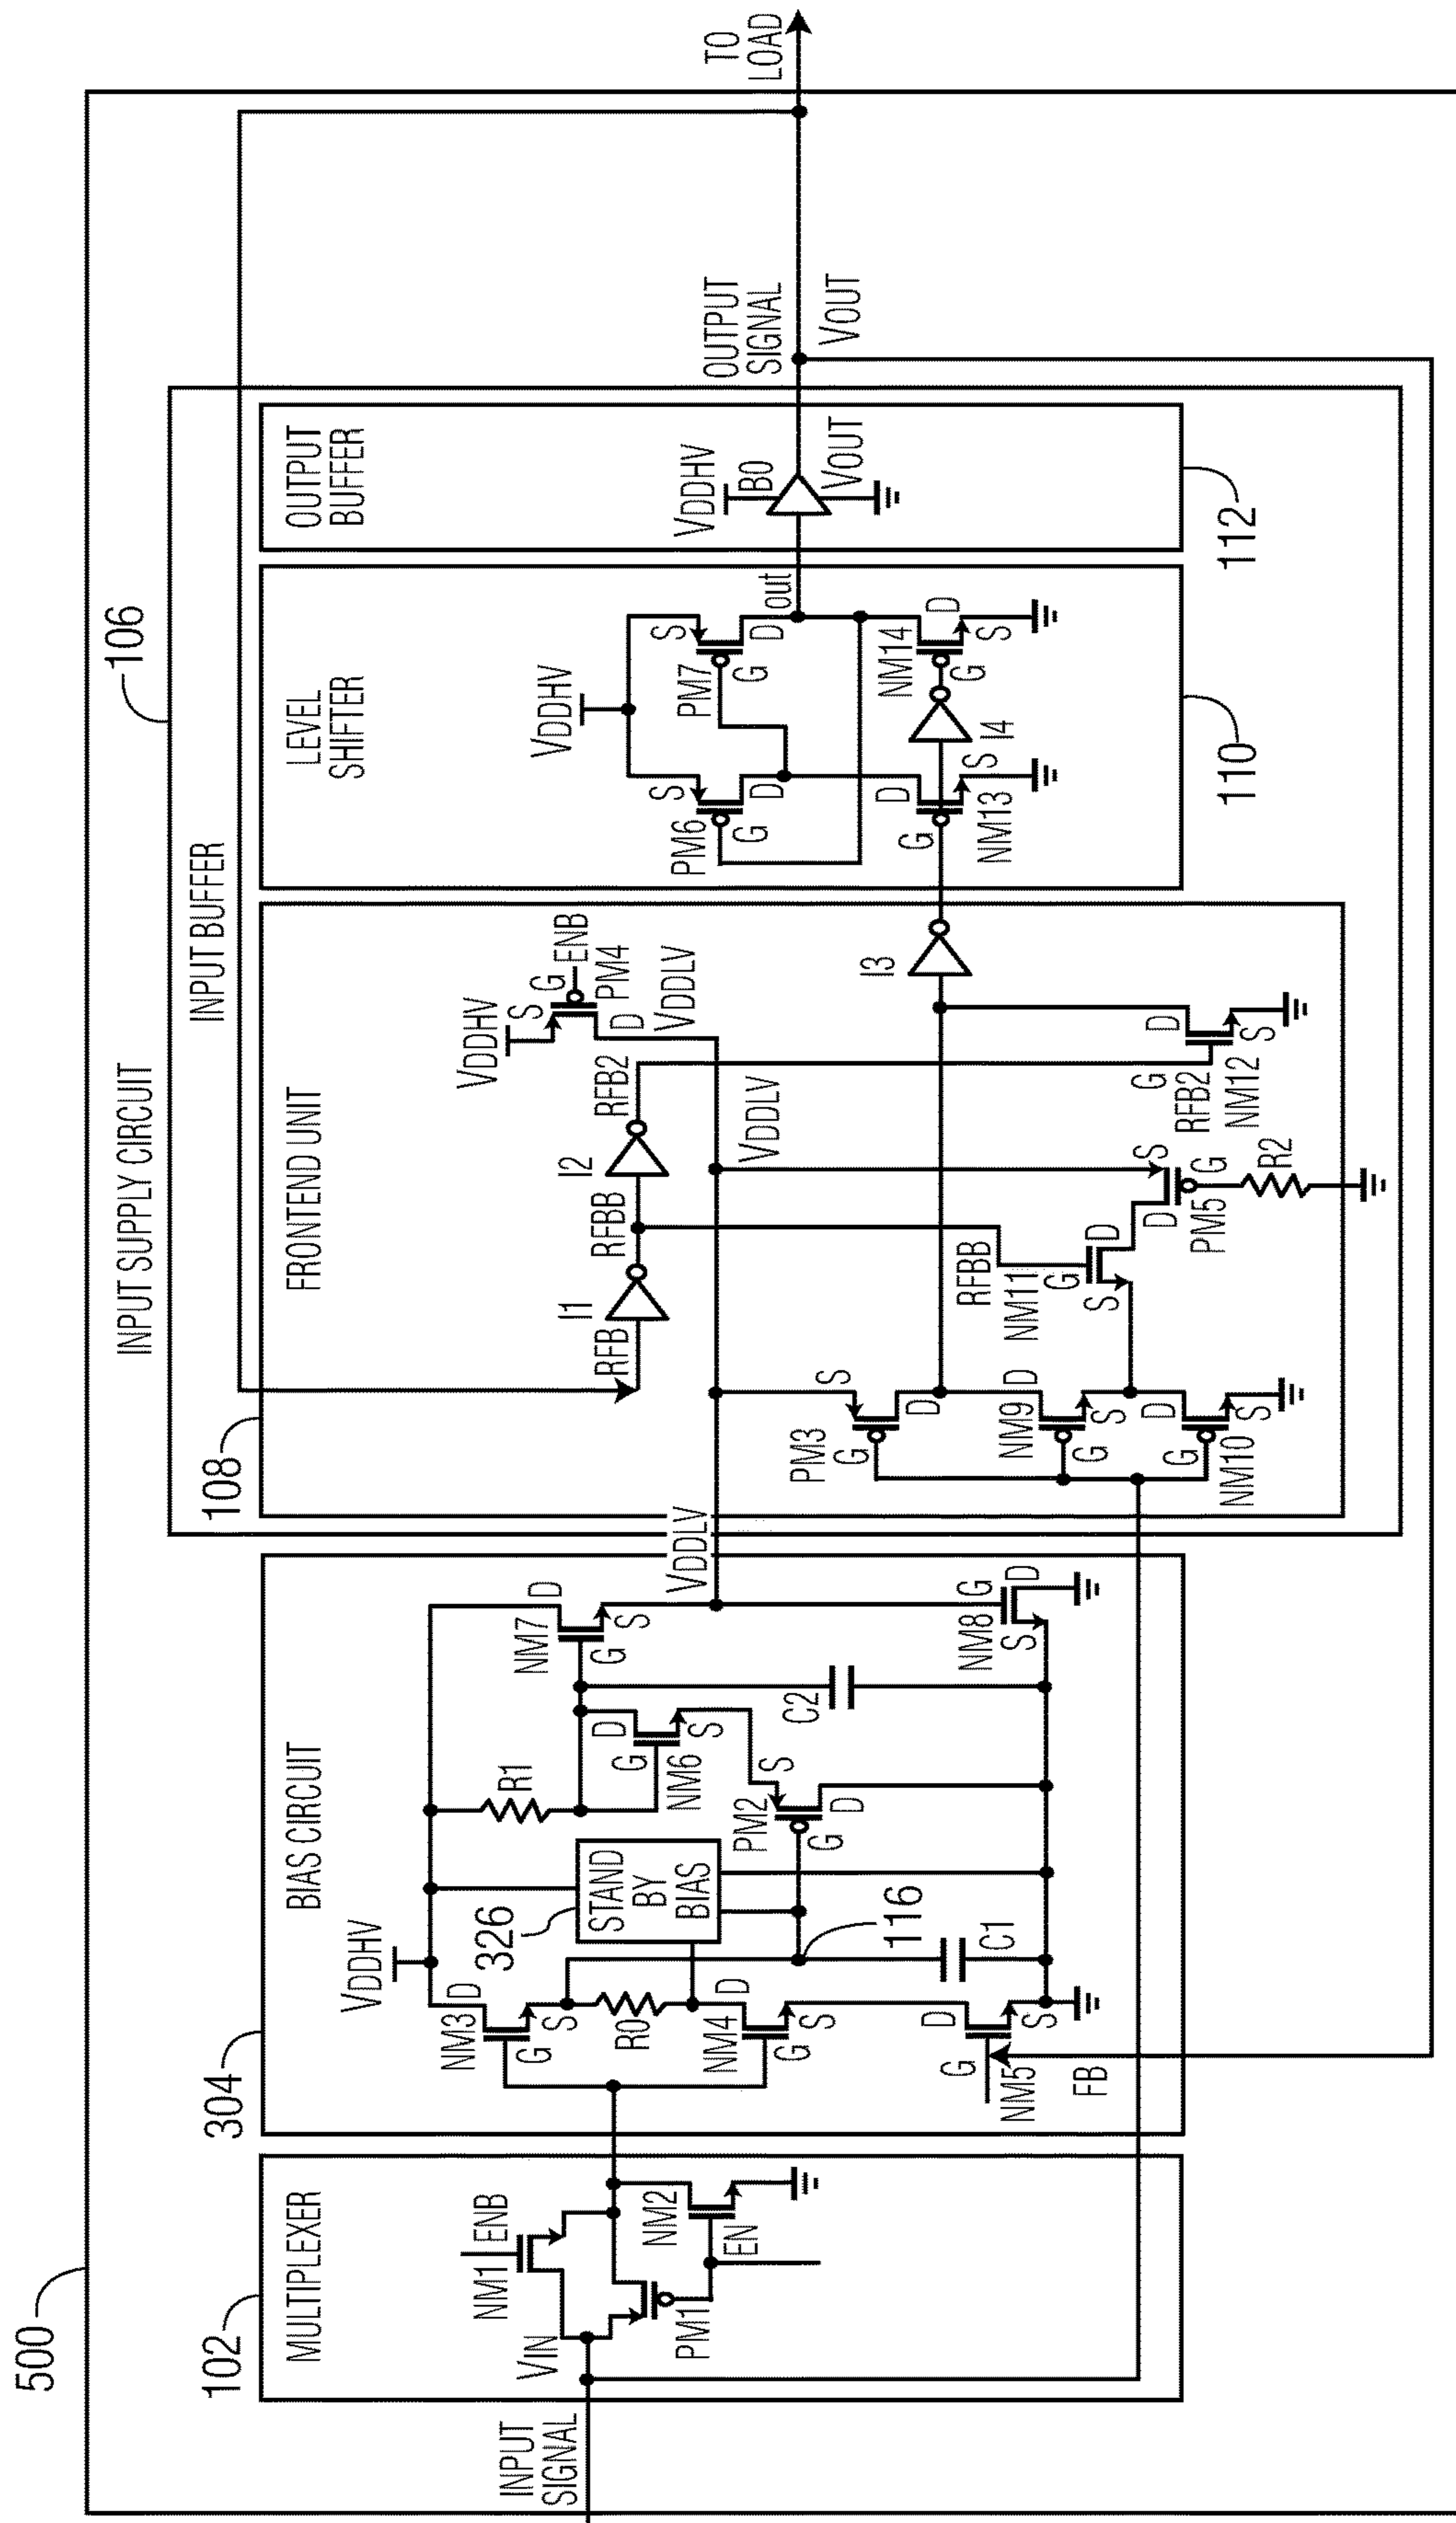 500
INPUT SUPPLY CIRCUIT
106
INPUT BUFFER
102
MULTIPLEXER
INPUT
SIGNAL
VIN
NM1
ENB
PM1
NM2
EN
304
BIAS CIRCUIT
VDDHV
NM3
D
G
S
R0
326
STAND
BY
BIAS
NM4
D
G
S
116
C1
NM5
D
G
S
FB
R1
NM6
D
G
S
PM2
S
G
D
C2
NM7
D
G
S
VDDLV
NM8
G
S
D
108
FRONTEND UNIT
RFB
I1
RFBB
I2
RFB2
VDDHV
S
G
ENB
PM4
D
VDDLV
VDDLV
PM3
S
G
D
NM9
D
G
S
NM10
D
G
S
RFBB
NM11
G
D
S
PM5
S
G
D
R2
I3
G
RFB2
NM12
D
S
110
LEVEL
SHIFTER
VDDHV
PM6
S
G
D
PM7
S
G
D
out
NM13
D
G
S
I4
NM14
D
G
S
112
OUTPUT
BUFFER
VDDHV
B0
VOUT
OUTPUT
SIGNAL
VOUT
TO
LOAD